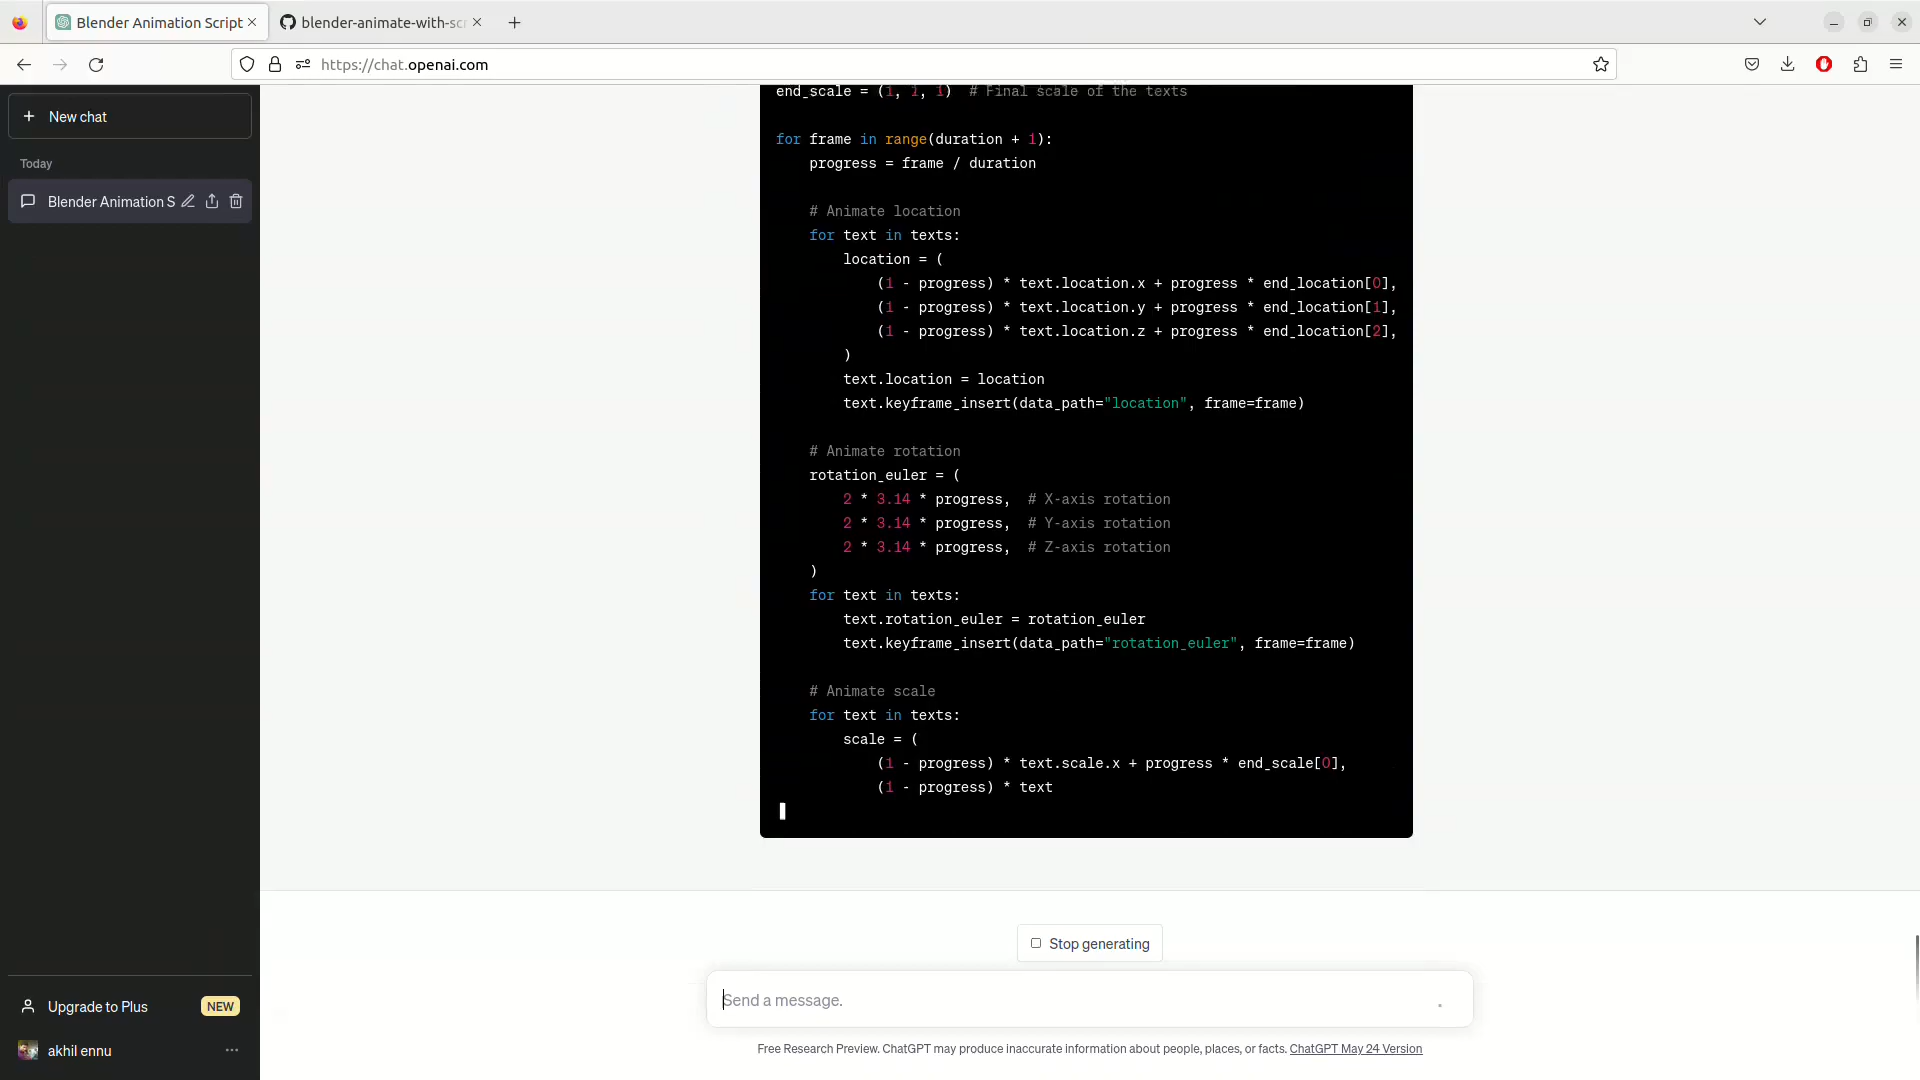 Blender Animation Script
blender-animate-with-scr
https://chat.openai.com
New chat
Today
Blender Animation S
end_scale = (1, 1, 1)  # Final scale of the texts
for frame in range(duration + 1):
    progress = frame / duration
    # Animate location
    for text in texts:
        location = (
            (1 - progress) * text.location.x + progress * end_location[0],
            (1 - progress) * text.location.y + progress * end_location[1],
            (1 - progress) * text.location.z + progress * end_location[2],
        )
        text.location = location
        text.keyframe_insert(data_path="location", frame=frame)
    # Animate rotation
    rotation_euler = (
        2 * 3.14 * progress,  # X-axis rotation
        2 * 3.14 * progress,  # Y-axis rotation
        2 * 3.14 * progress,  # Z-axis rotation
    )
    for text in texts:
        text.rotation_euler = rotation_euler
        text.keyframe_insert(data_path="rotation_euler", frame=frame)
    # Animate scale
    for text in texts:
        scale = (
            (1 - progress) * text.scale.x + progress * end_scale[0],
            (1 - progress) * text
Stop generating
Send a message.
Free Research Preview. ChatGPT may produce inaccurate information about people, places, or facts. ChatGPT May 24 Version
Upgrade to Plus NEW
akhil ennu